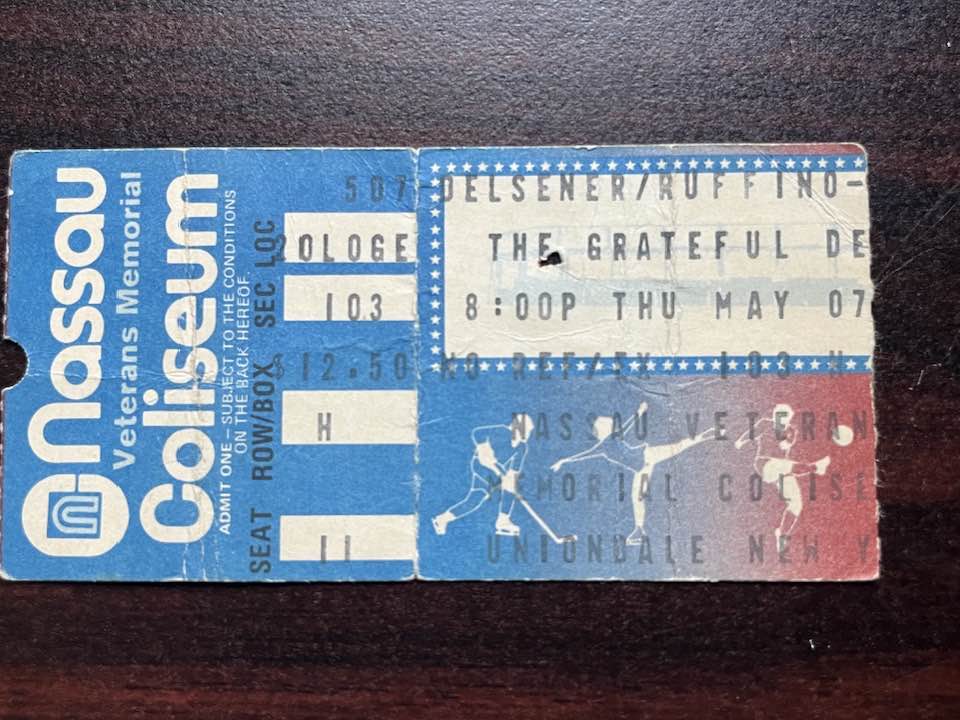 Nassau
Veterans Memorial
Coliseum
ADMIT ONE – SUBJECT TO THE CONDITIONS
ON THE BACK HEREOF.
SEAT ROW/BOX SEC LOC
507
20LOGE
103
$12.50
H
11
DELSENER/RUFFINO-
THE GRATEFUL DE
8:00P THU MAY 07
NO REF/EX 103 H
NASSAU VETERAN
MEMORIAL COLISE
UNIONDALE NEW Y